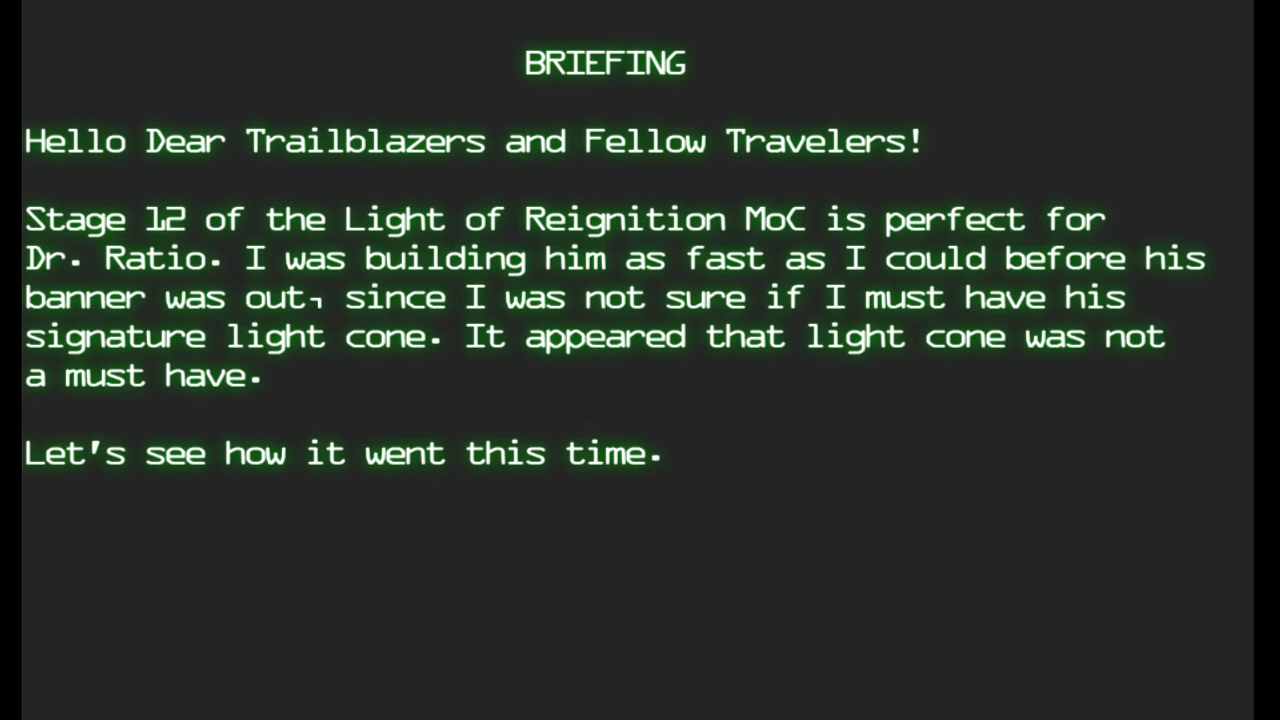 BRIEFING
Hello Dear Trailblazers and Fellow Travelers!
Stage 12 of the Light of Reignition MoC is perfect for
Dr. Ratio. I was building him as fast as I could before his
banner was out, since I was not sure if I must have his
signature light cone. It appeared that light cone was not
a must have.
Let's see how it went this time.